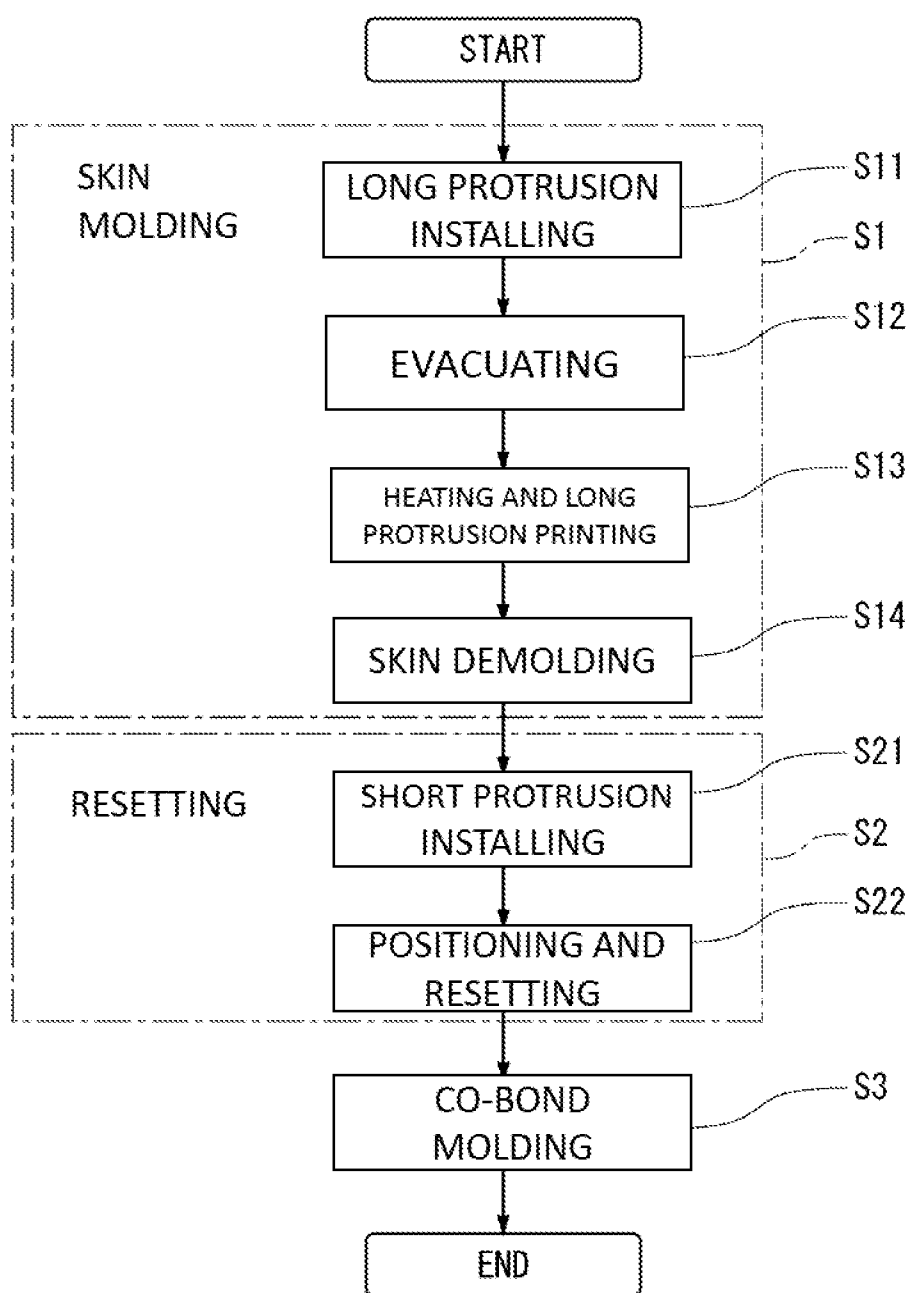 START
SKIN
MOLDING
LONG PROTRUSION
INSTALLING
S11
S1
EVACUATING
S12
HEATING AND LONG
PROTRUSION PRINTING
S13
SKIN DEMOLDING
S14
RESETTING
SHORT PROTRUSION
INSTALLING
S21
S2
POSITIONING AND
RESETTING
S22
CO-BOND
MOLDING
S3
END